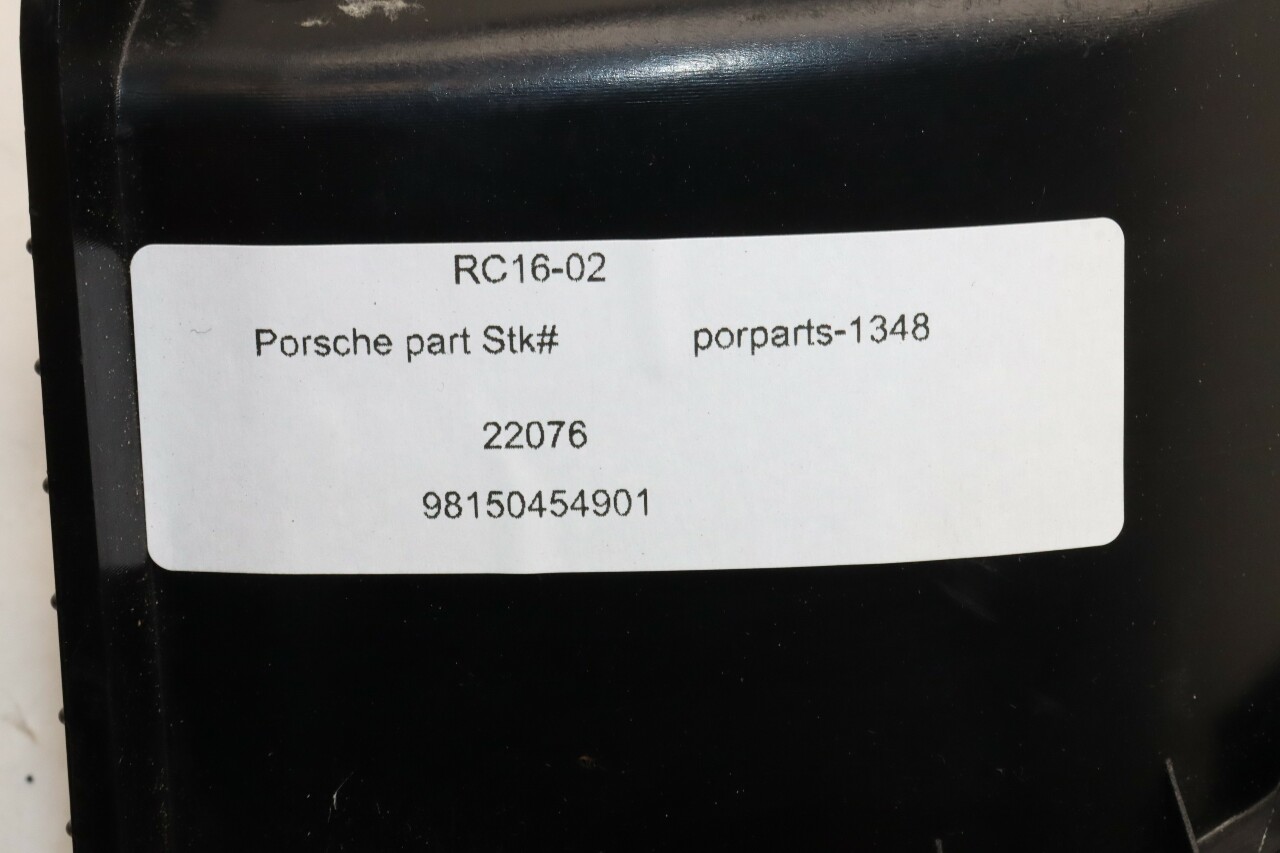 RC16-02
Porsche part Stk# porparts-1348
22076
98150454901